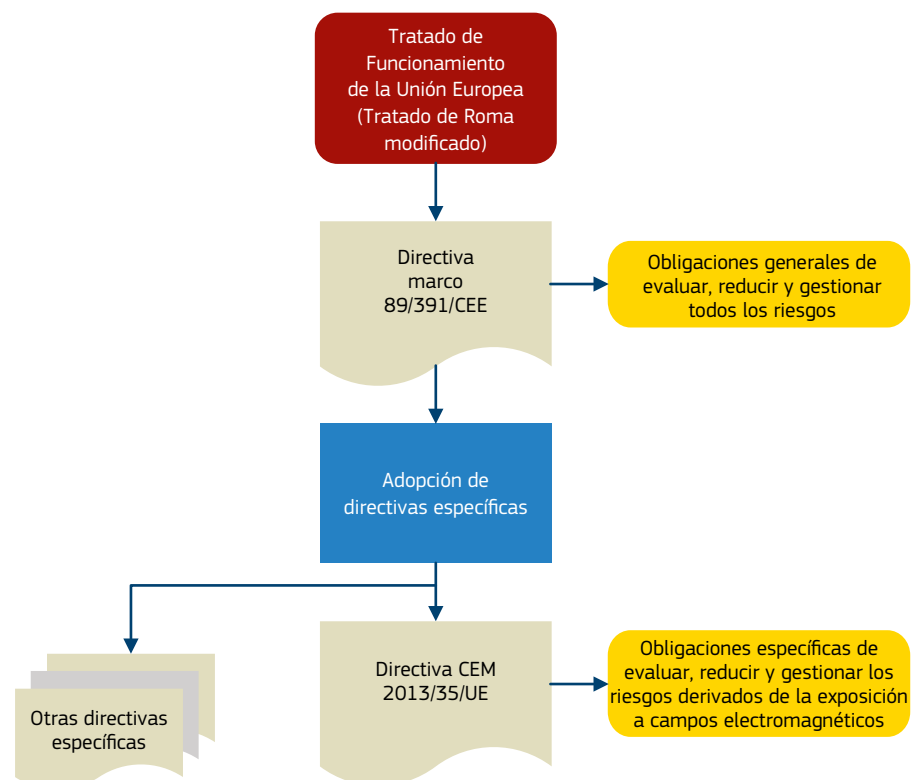 Tratado de
Funcionamiento
de la Unión Europea
(Tratado de Roma
modificado)
Directiva
marco
89/391/CEE
Obligaciones generales de
evaluar, reducir y gestionar
todos los riesgos
Adopción de
directivas específicas
Otras directivas
específicas
Directiva CEM
2013/35/UE
Obligaciones específicas de
evaluar, reducir y gestionar los
riesgos derivados de la exposición
a campos electromagnéticos